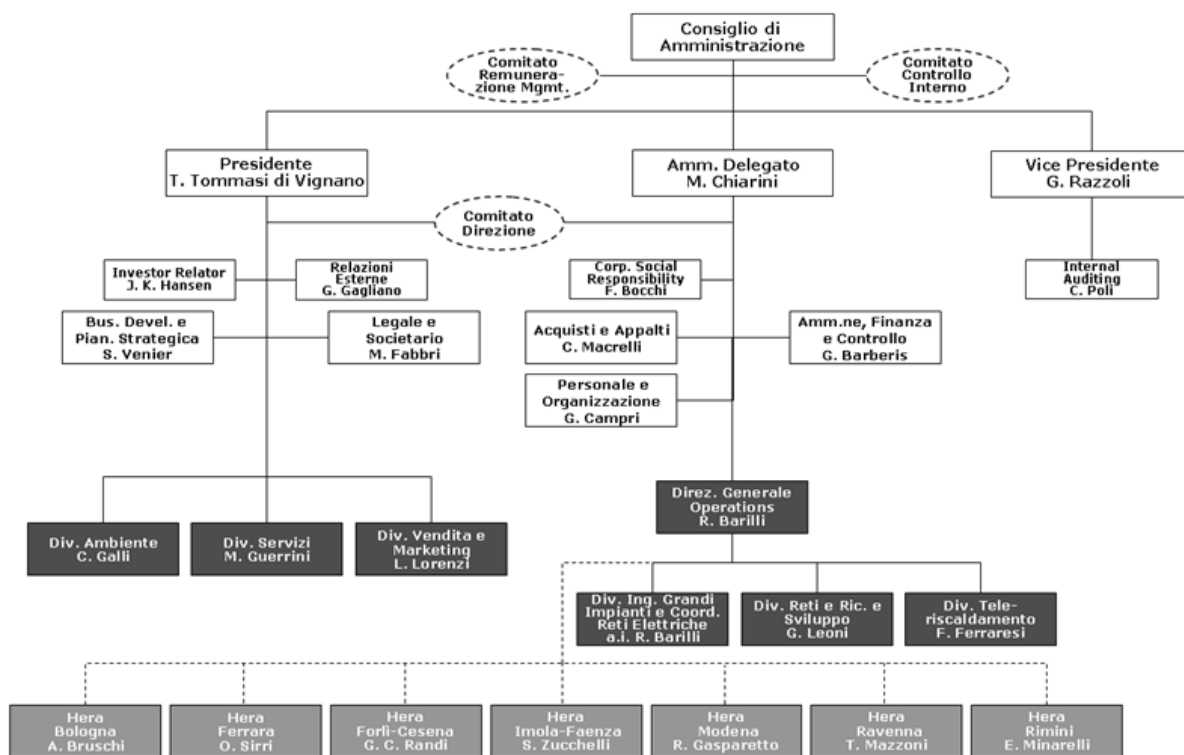 Consiglio di
Amministrazione
Comitato
Remunera-
zione Mgmt.
Comitato
Controllo
Interno
Presidente
T. Tommasi di Vignano
Amm. Delegato
M. Chiarini
Vice Presidente
G. Razzoli
Comitato
Direzione
Investor Relator
J. K. Hansen
Relazioni
Esterne
G. Gagliano
Corp. Social
Responsibility
F. Bocchi
Internal
Auditing
C. Poli
Bus. Devel. e
Pian. Strategica
S. Venier
Legale e
Societario
M. Fabbri
Acquisti e Appalti
C. Macrelli
Amm.ne, Finanza
e Controllo
G. Barberis
Personale e
Organizzazione
G. Campri
Direz. Generale
Operations
R. Barilli
Div. Ambiente
C. Galli
Div. Servizi
M. Guerrini
Div. Vendita e
Marketing
L. Lorenzi
Div. Ing. Grandi
Impianti e Coord.
Reti Elettriche
a.i. R. Barilli
Div. Reti e Ric. e
Sviluppo
G. Leoni
Div. Tele-
riscaldamento
F. Ferraresi
Hera
Bologna
A. Bruschi
Hera
Ferrara
O. Sirri
Hera
Forlì-Cesena
G. C. Randi
Hera
Imola-Faenza
S. Zucchelli
Hera
Modena
R. Gasparetto
Hera
Ravenna
T. Mazzoni
Hera
Rimini
E. Minarelli